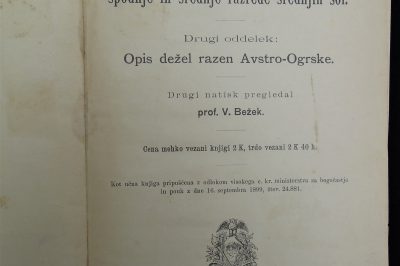 spodnje in srednje razrede srednjih šol.
Drugi oddelek:
Opis dežel razen Avstro-Ogrske.
Drugi natisk pregledal
prof. V. Bežek.
Cena mehko vezani knjigi 2 K, trdo vezani 2 K 40 h.
Kot učna knjiga pripuščena z odlokom visokega c. kr. ministerstva za bogočastje
in pouk z dne 16. septembra 1899, štev. 24.881.